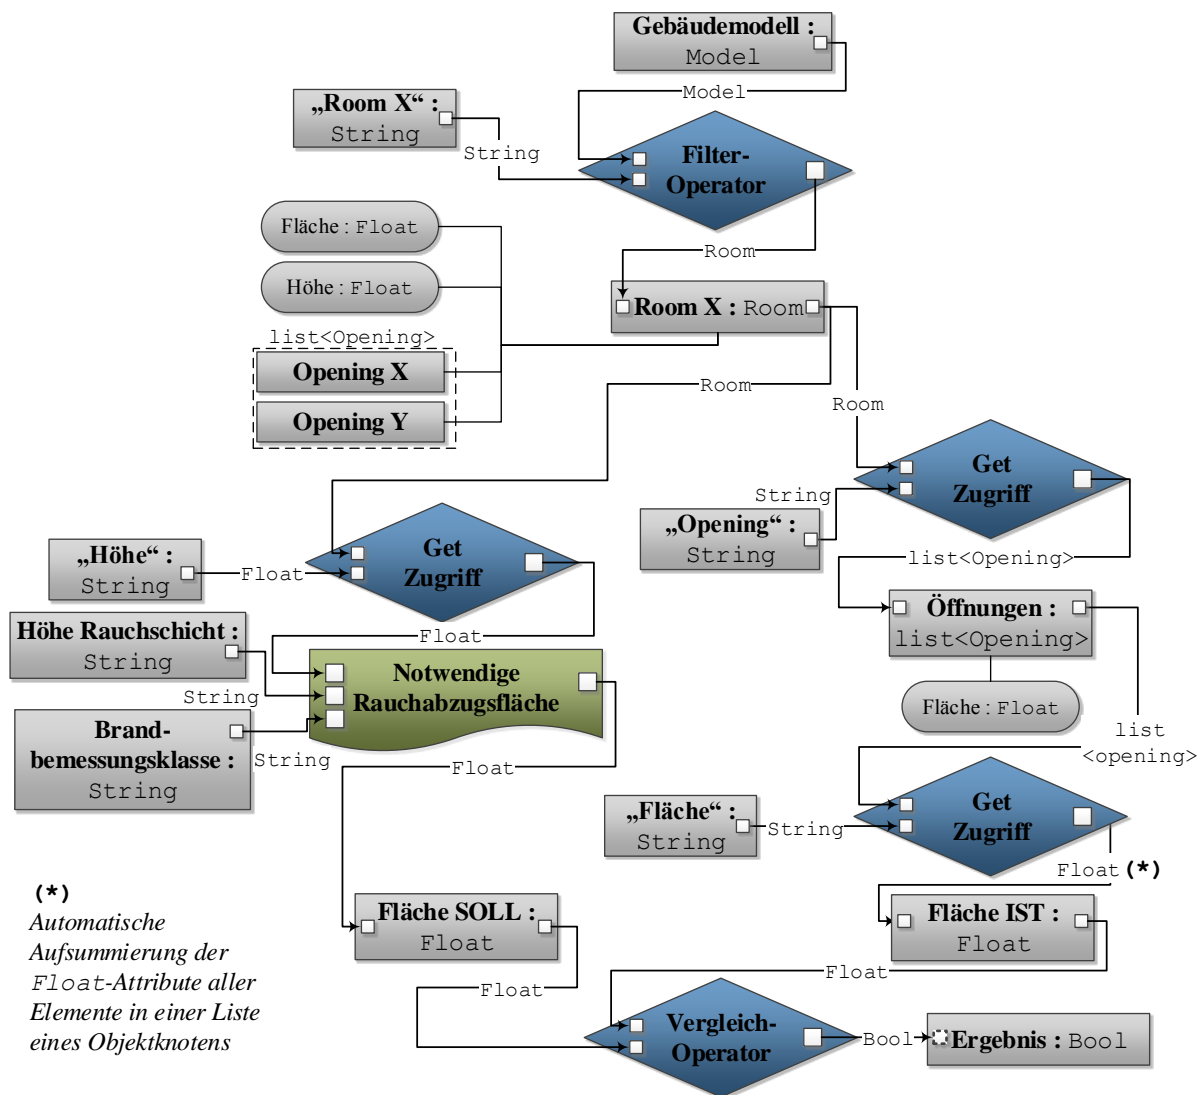 Gebäudemodell :
Model
Model
„Room X“ :
String
String
Filter-
Operator
Fläche : Float
Room
Höhe : Float
Room X : Room
list<Opening>
Opening X
Room
Room
Opening Y
Get
Zugriff
String
„Opening“ :
String
list<Opening>
„Höhe“ :
String
Float
Get
Zugriff
Öffnungen :
list<Opening>
Höhe Rauchschicht :
String
Float
String
Notwendige
Rauchabzugsfläche
Fläche : Float
Brand-
bemessungsklasse :
String
String
Float
list
<opening>
„Fläche“ :
String
String
Get
Zugriff
Float (*)
(*)
Automatische
Aufsummierung der
Float-Attribute aller
Elemente in einer Liste
eines Objektknotens
Fläche SOLL :
Float
Fläche IST :
Float
Float
Float
Vergleich-
Operator
Bool
Ergebnis : Bool